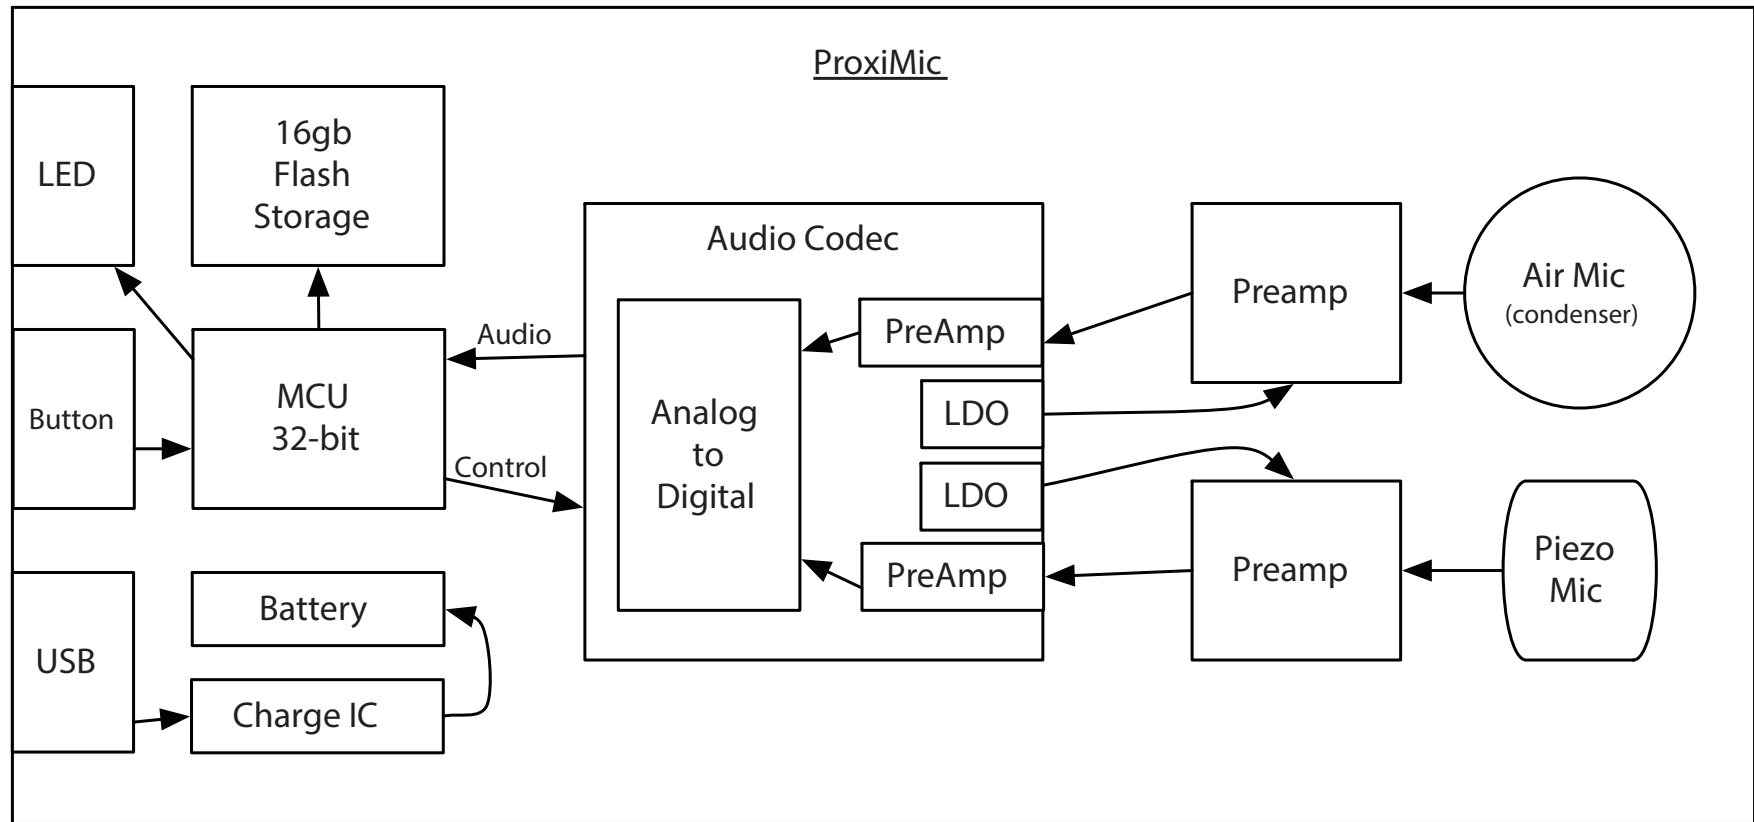 ProxiMic
LED
16gb
Flash
Storage
Button
MCU
32-bit
Audio
Control
USB
Battery
Charge IC
Audio Codec
Analog
to
Digital
PreAmp
LDO
LDO
PreAmp
Preamp
Air Mic
(condenser)
Preamp
Piezo
Mic